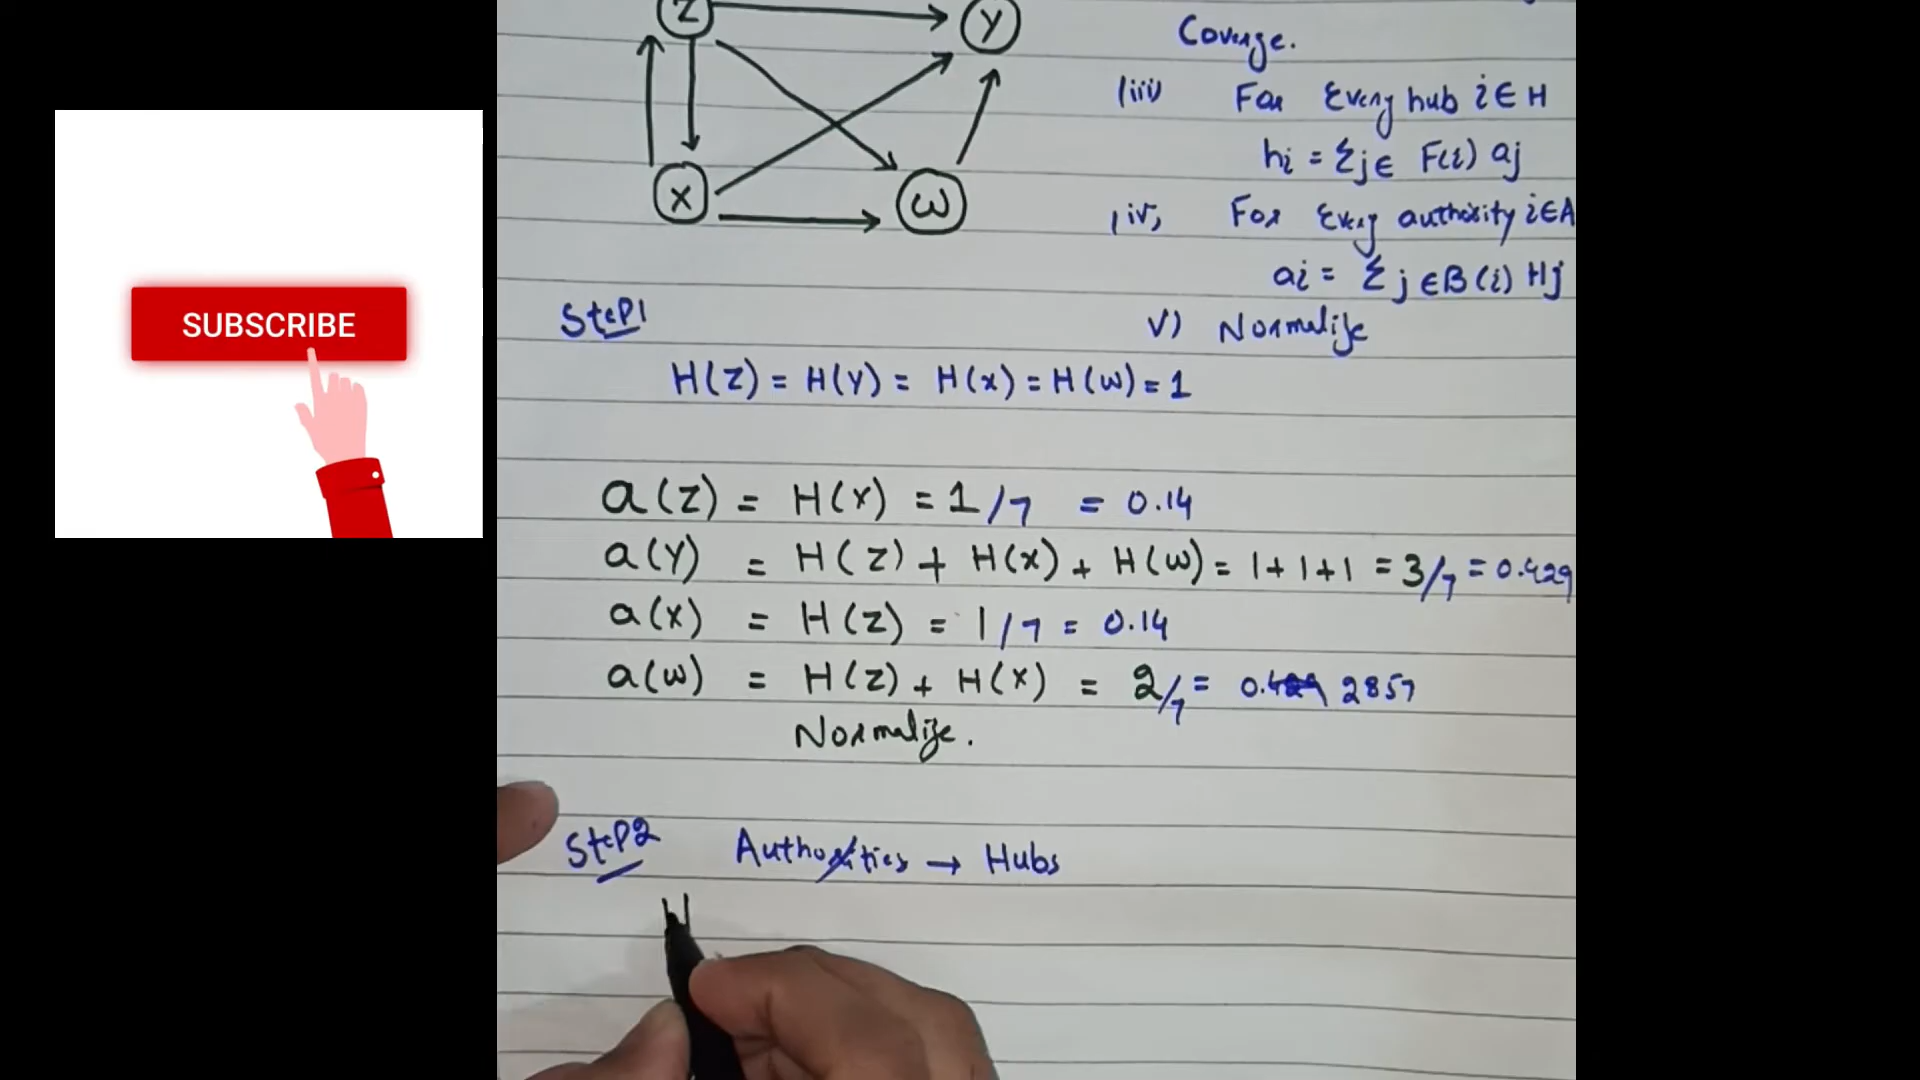 Z
Y
Coverge.
(iii) For Every hub i ∈ H
hi = Σj ∈ F(i) aj
X
W
(iv) For Every authority i ∈ A
ai = Σ j ∈ B(i) Hj
v) Normalize
SUBSCRIBE
Step1
H(Z) = H(Y) = H(x) = H(w) = 1
a(Z) = H(x) = 1/7 = 0.14
a(Y) = H(Z) + H(x) + H(w) = 1+1+1 = 3/7 = 0.429
a(x) = H(Z) = 1/7 = 0.14
a(w) = H(Z) + H(x) = 2/7 = 0. 2857
Normalize.
Step2 Authorities → Hubs
H